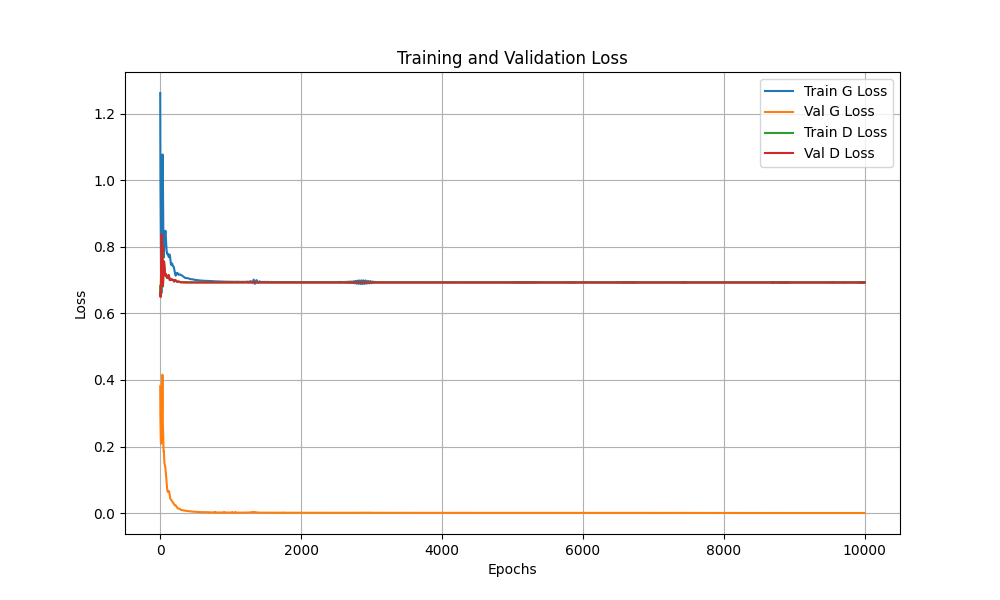 Training and Validation Loss
Train G Loss
Val G Loss
Train D Loss
Val D Loss
1.2
1.0
0.8
0.6
0.4
0.2
0.0
Loss
0 2000 4000 6000 8000 10000
Epochs